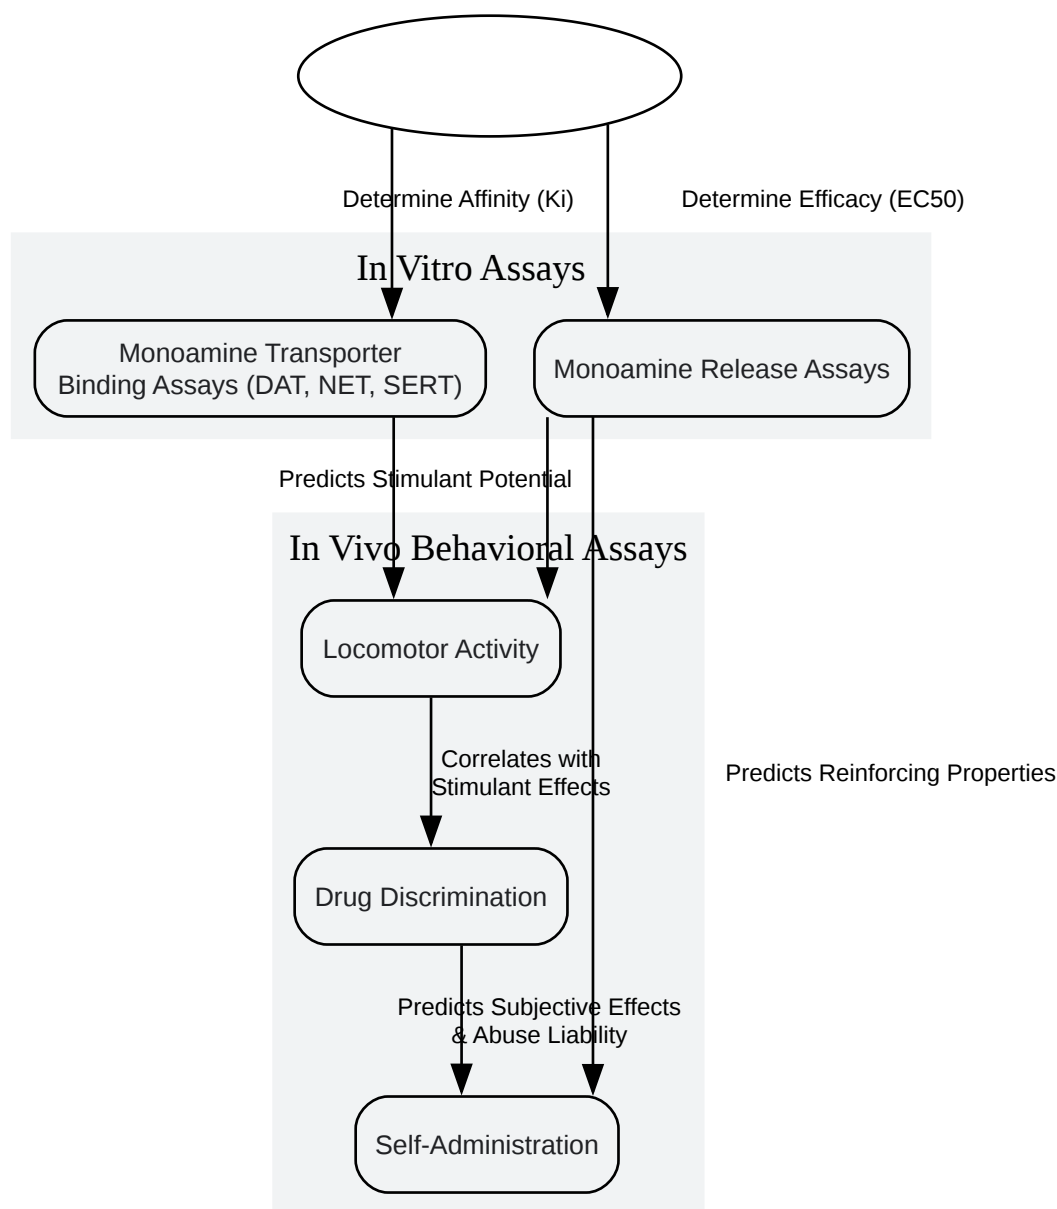 Determine Affinity (Ki)
Determine Efficacy (EC50)
In Vitro Assays
Monoamine Transporter
Binding Assays (DAT, NET, SERT)
Monoamine Release Assays
Predicts Stimulant Potential
In Vivo Behavioral Assays
Locomotor Activity
Correlates with
Stimulant Effects
Predicts Reinforcing Properties
Drug Discrimination
Predicts Subjective Effects
& Abuse Liability
Self-Administration